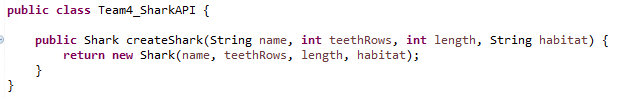 public class Team4_SharkAPI {
public Shark createShark(String name, int teethRows, int length, String habitat) {
return new Shark(name, teethRows, length, habitat);
}
}